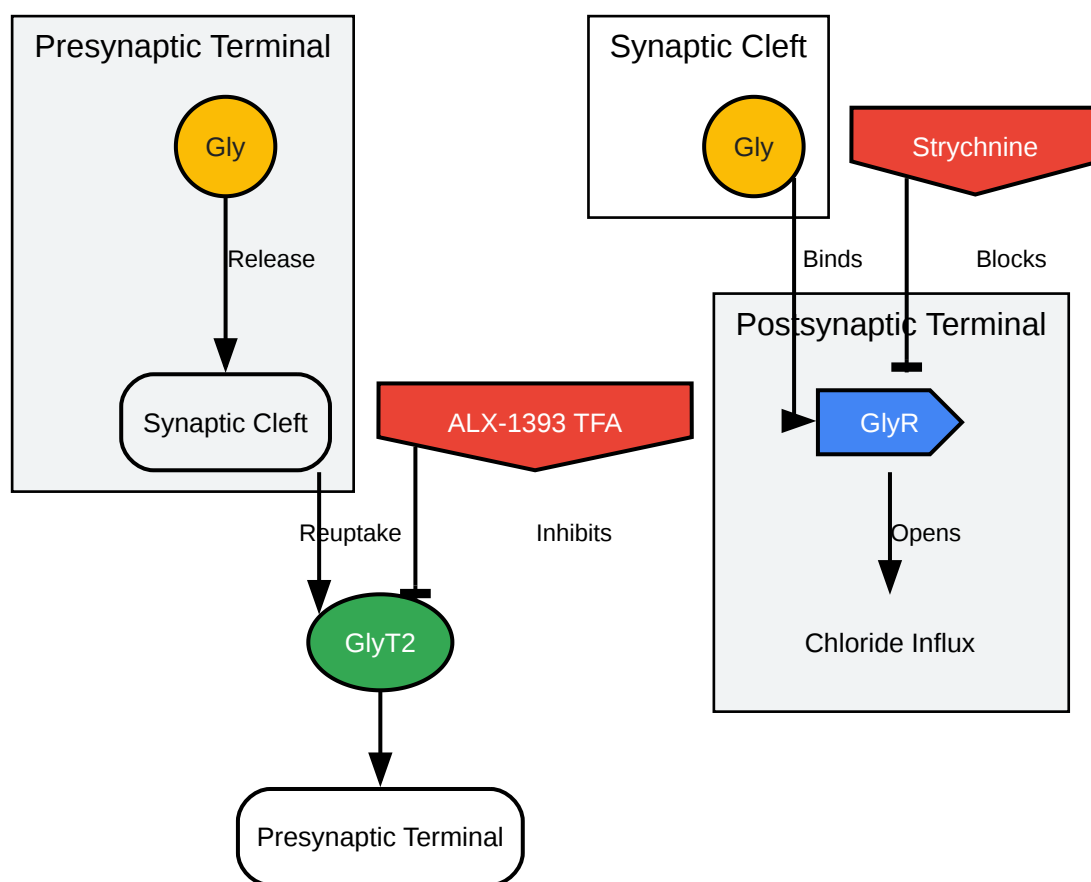 Presynaptic Terminal
Synaptic Cleft
Gly
Gly
Strychnine
Release
Binds
Blocks
Postsynaptic Terminal
Synaptic Cleft
ALX-1393 TFA
GlyR
Reuptake
Inhibits
Opens
GlyT2
Chloride Influx
Presynaptic Terminal